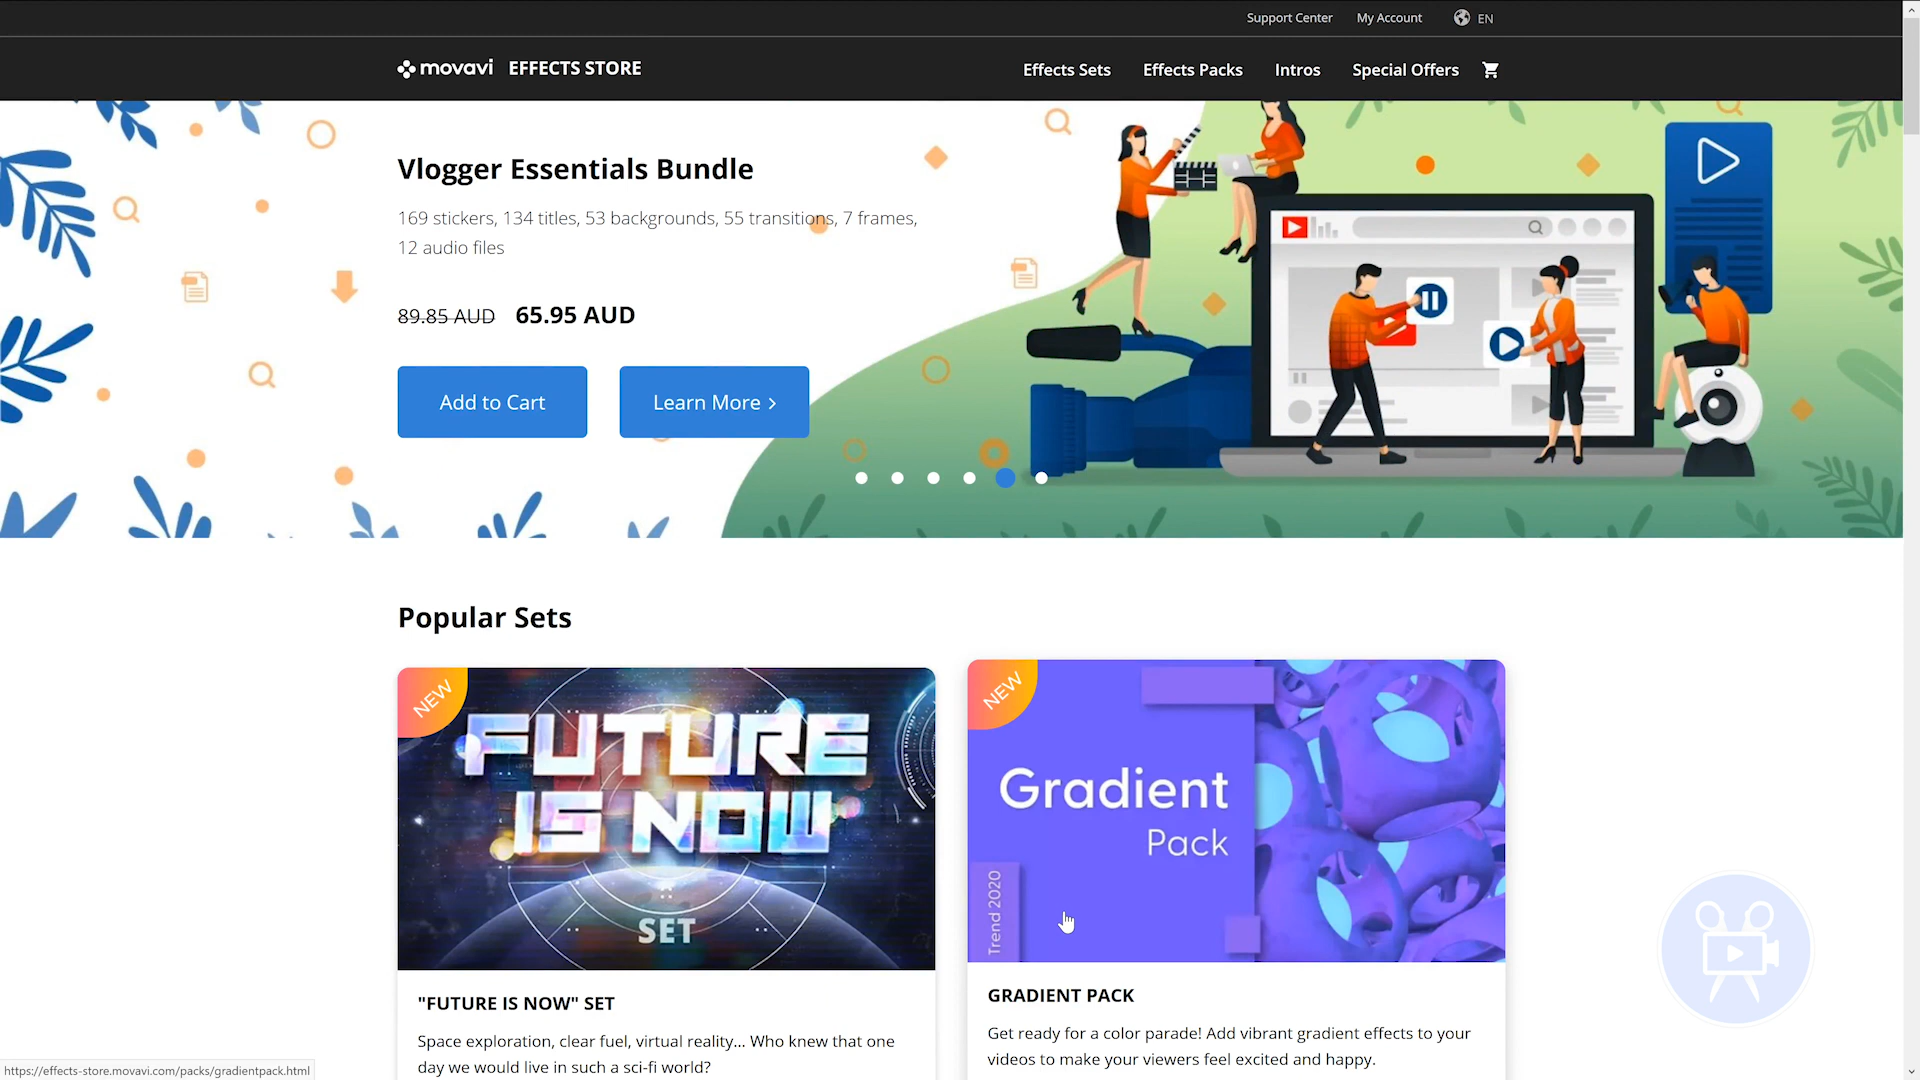 Support Center My Account EN
movavi EFFECTS STORE Effects Sets Effects Packs Intros Special Offers
Vlogger Essentials Bundle
169 stickers, 134 titles, 53 backgrounds, 55 transitions, 7 frames,
12 audio files
89.85 AUD 65.95 AUD
Add to Cart Learn More >
Popular Sets
NEW
FUTURE
IS NOW
SET
"FUTURE IS NOW" SET
Space exploration, clear fuel, virtual reality... Who knew that one
day we would live in such a sci-fi world?
NEW
Gradient
Pack
Trend 2020
GRADIENT PACK
Get ready for a color parade! Add vibrant gradient effects to your
videos to make your viewers feel excited and happy.
https://effects-store.movavi.com/packs/gradientpack.html